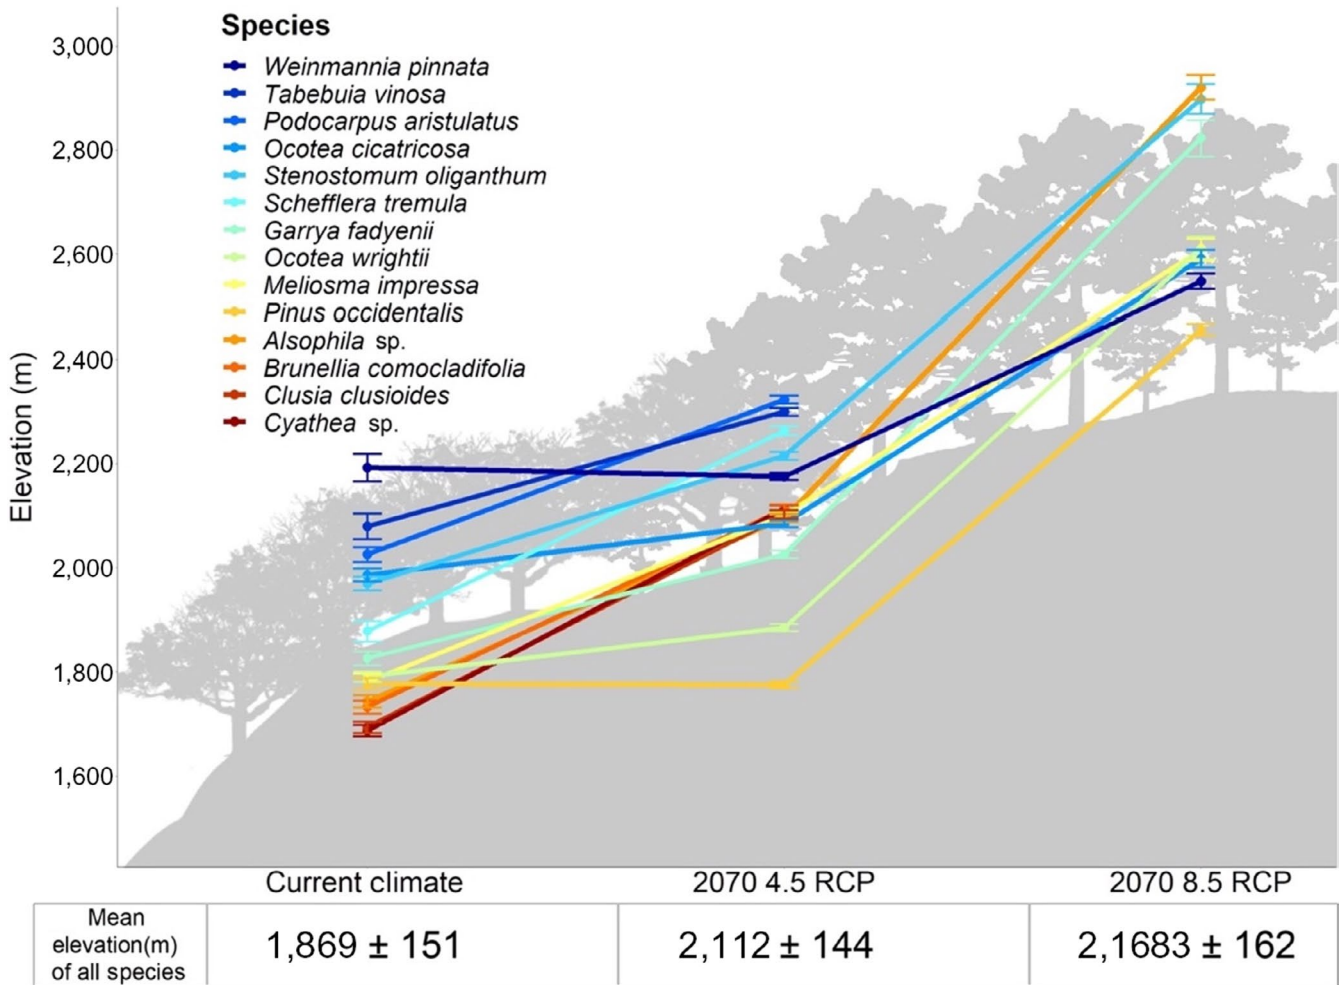 Species
Weinmannia pinnata
Tabebuia vinosa
Podocarpus aristulatus
Ocotea cicatricosa
Stenostomum oliganthum
Schefflera tremula
Garrya fadyenii
Ocotea wrightii
Meliosma impressa
Pinus occidentalis
Alsophila sp.
Brunellia comocladifolia
Clusia clusioides
Cyathea sp.
Elevation (m)
3,000
2,800
2,600
2,400
2,200
2,000
1,800
1,600
Current climate
2070 4.5 RCP
2070 8.5 RCP
Mean
elevation(m)
of all species
1,869 ± 151
2,112 ± 144
2,1683 ± 162